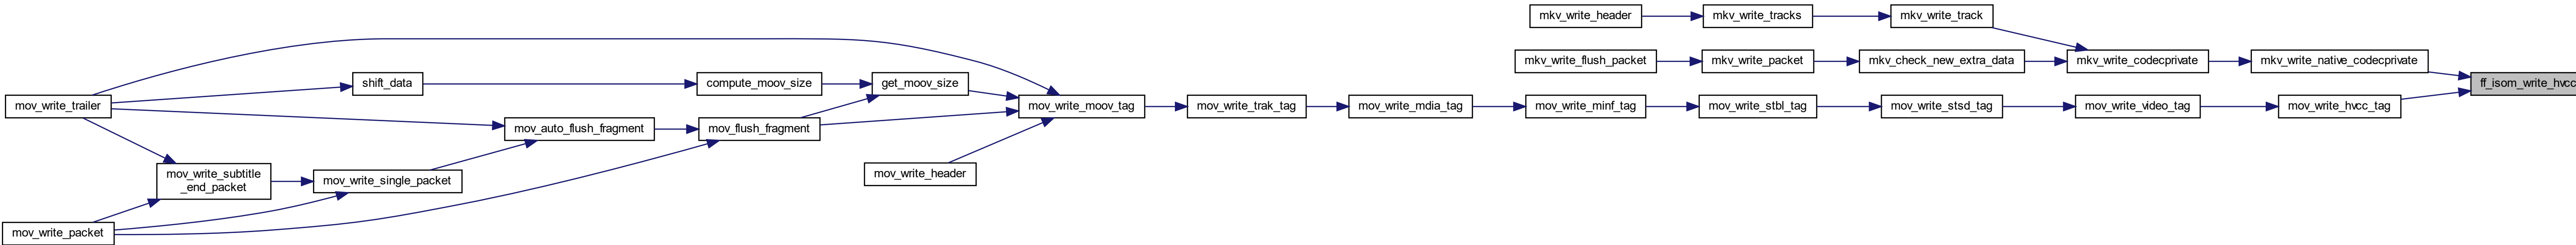 mkv_write_header
mkv_write_tracks
mkv_write_track
mkv_write_flush_packet
mkv_write_packet
mkv_check_new_extra_data
mkv_write_codecprivate
mkv_write_native_codecprivate
shift_data
compute_moov_size
get_moov_size
ff_isom_write_hvcc
mov_write_trailer
mov_write_moov_tag
mov_write_trak_tag
mov_write_mdia_tag
mov_write_minf_tag
mov_write_stbl_tag
mov_write_stsd_tag
mov_write_video_tag
mov_write_hvcc_tag
mov_auto_flush_fragment
mov_flush_fragment
mov_write_header
mov_write_subtitle
_end_packet
mov_write_single_packet
mov_write_packet